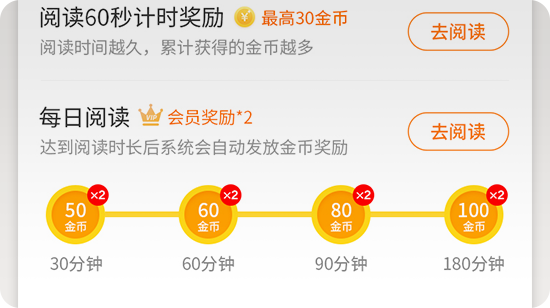 阅读60秒计时奖励 ¥ 最高30金币
去阅读
阅读时间越久，累计获得的金币越多
每日阅读 VIP 会员奖励*2
去阅读
达到阅读时长后系统会自动发放金币奖励
×2 ×2 ×2 ×2
50 60 80 100
金币 金币 金币 金币
30分钟 60分钟 90分钟 180分钟